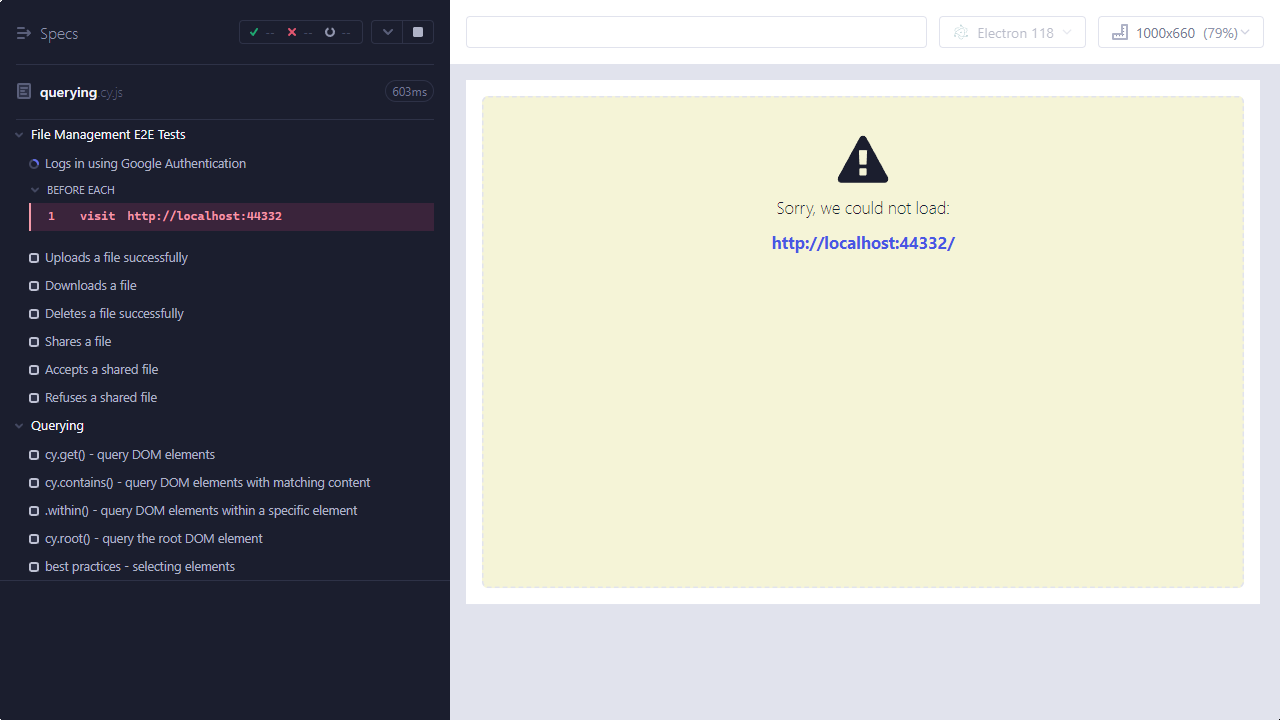 Specs
-- -- --
querying.cy.js
603ms
File Management E2E Tests
Logs in using Google Authentication
BEFORE EACH
1 visit http://localhost:44332
Uploads a file successfully
Downloads a file
Deletes a file successfully
Shares a file
Accepts a shared file
Refuses a shared file
Querying
cy.get() - query DOM elements
cy.contains() - query DOM elements with matching content
.within() - query DOM elements within a specific element
cy.root() - query the root DOM element
best practices - selecting elements
Electron 118
1000x660 (79%)
Sorry, we could not load:
http://localhost:44332/